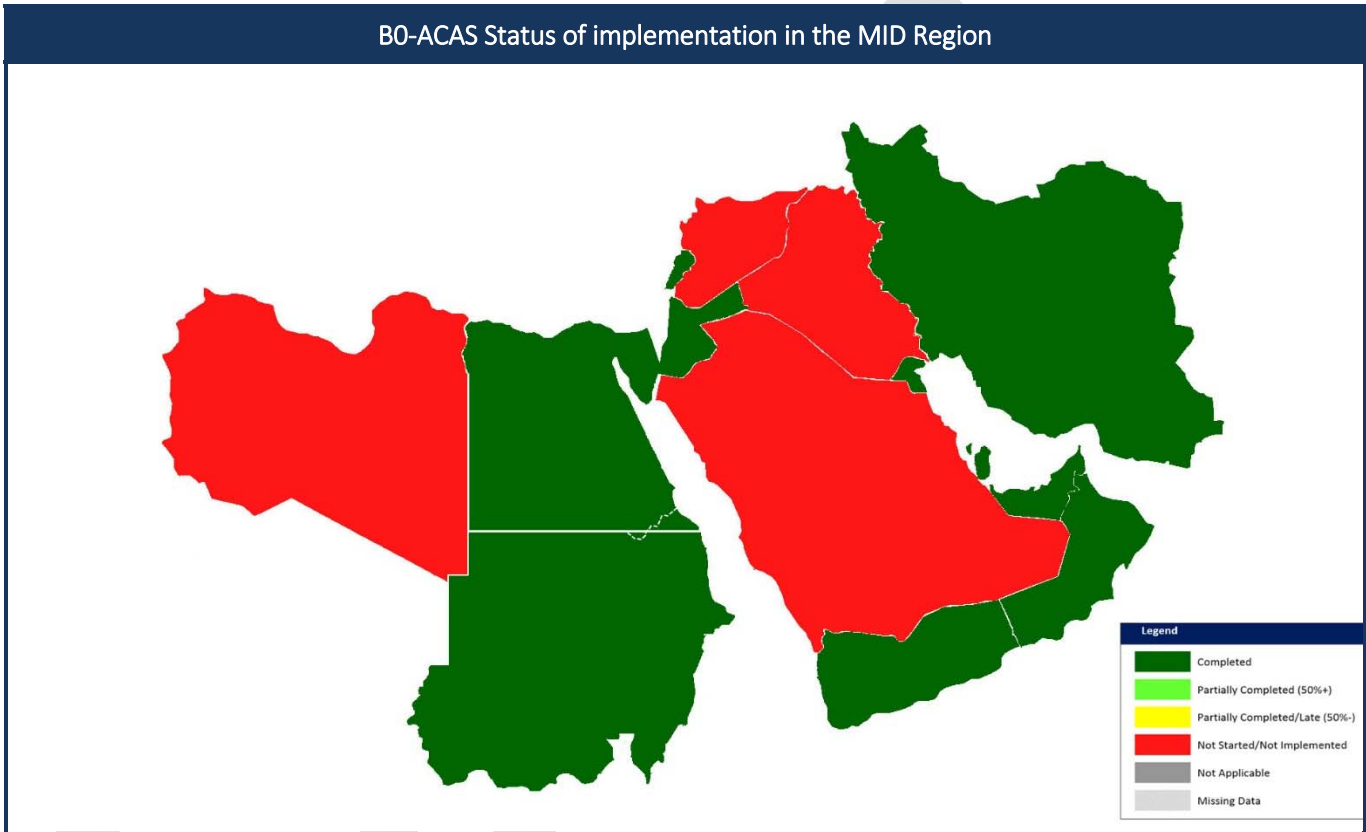 B0-ACAS Status of implementation in the MID Region
Legend
Completed
Partially Completed (50%+)
Partially Completed/Late (50%-)
Not Started/Not Implemented
Not Applicable
Missing Data